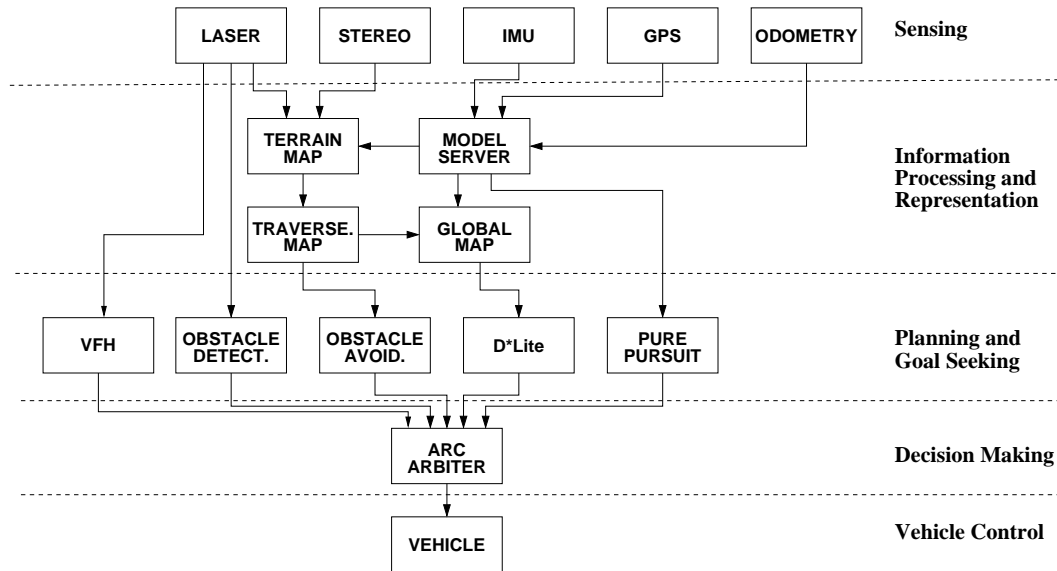 LASER
STEREO
IMU
GPS
ODOMETRY
Sensing
TERRAIN
MAP
MODEL
SERVER
Information
Processing and
Representation
TRAVERSE.
MAP
GLOBAL
MAP
VFH
OBSTACLE
DETECT.
OBSTACLE
AVOID.
D*Lite
PURE
PURSUIT
Planning and
Goal Seeking
ARC
ARBITER
Decision Making
VEHICLE
Vehicle Control